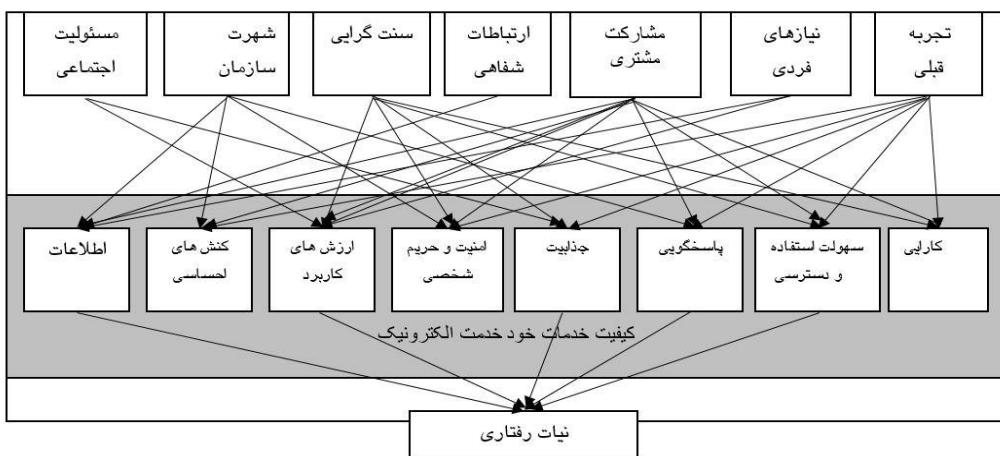 تجربه
قبلی
نیازهای
فردی
مشارکت
مشتری
ارتباطات
شفاهی
سنت گرایی
شهرت
سازمان
مسئولیت
اجتماعی
کارایی
سهولت استفاده
و دسترسی
پاسخگویی
جذابیت
امنیت و حریم
شخصی
ارزش های
کاربرد
کنش های
احساسی
اطلاعات
کیفیت خدمات خود خدمت الکترونیک
نیات رفتاری